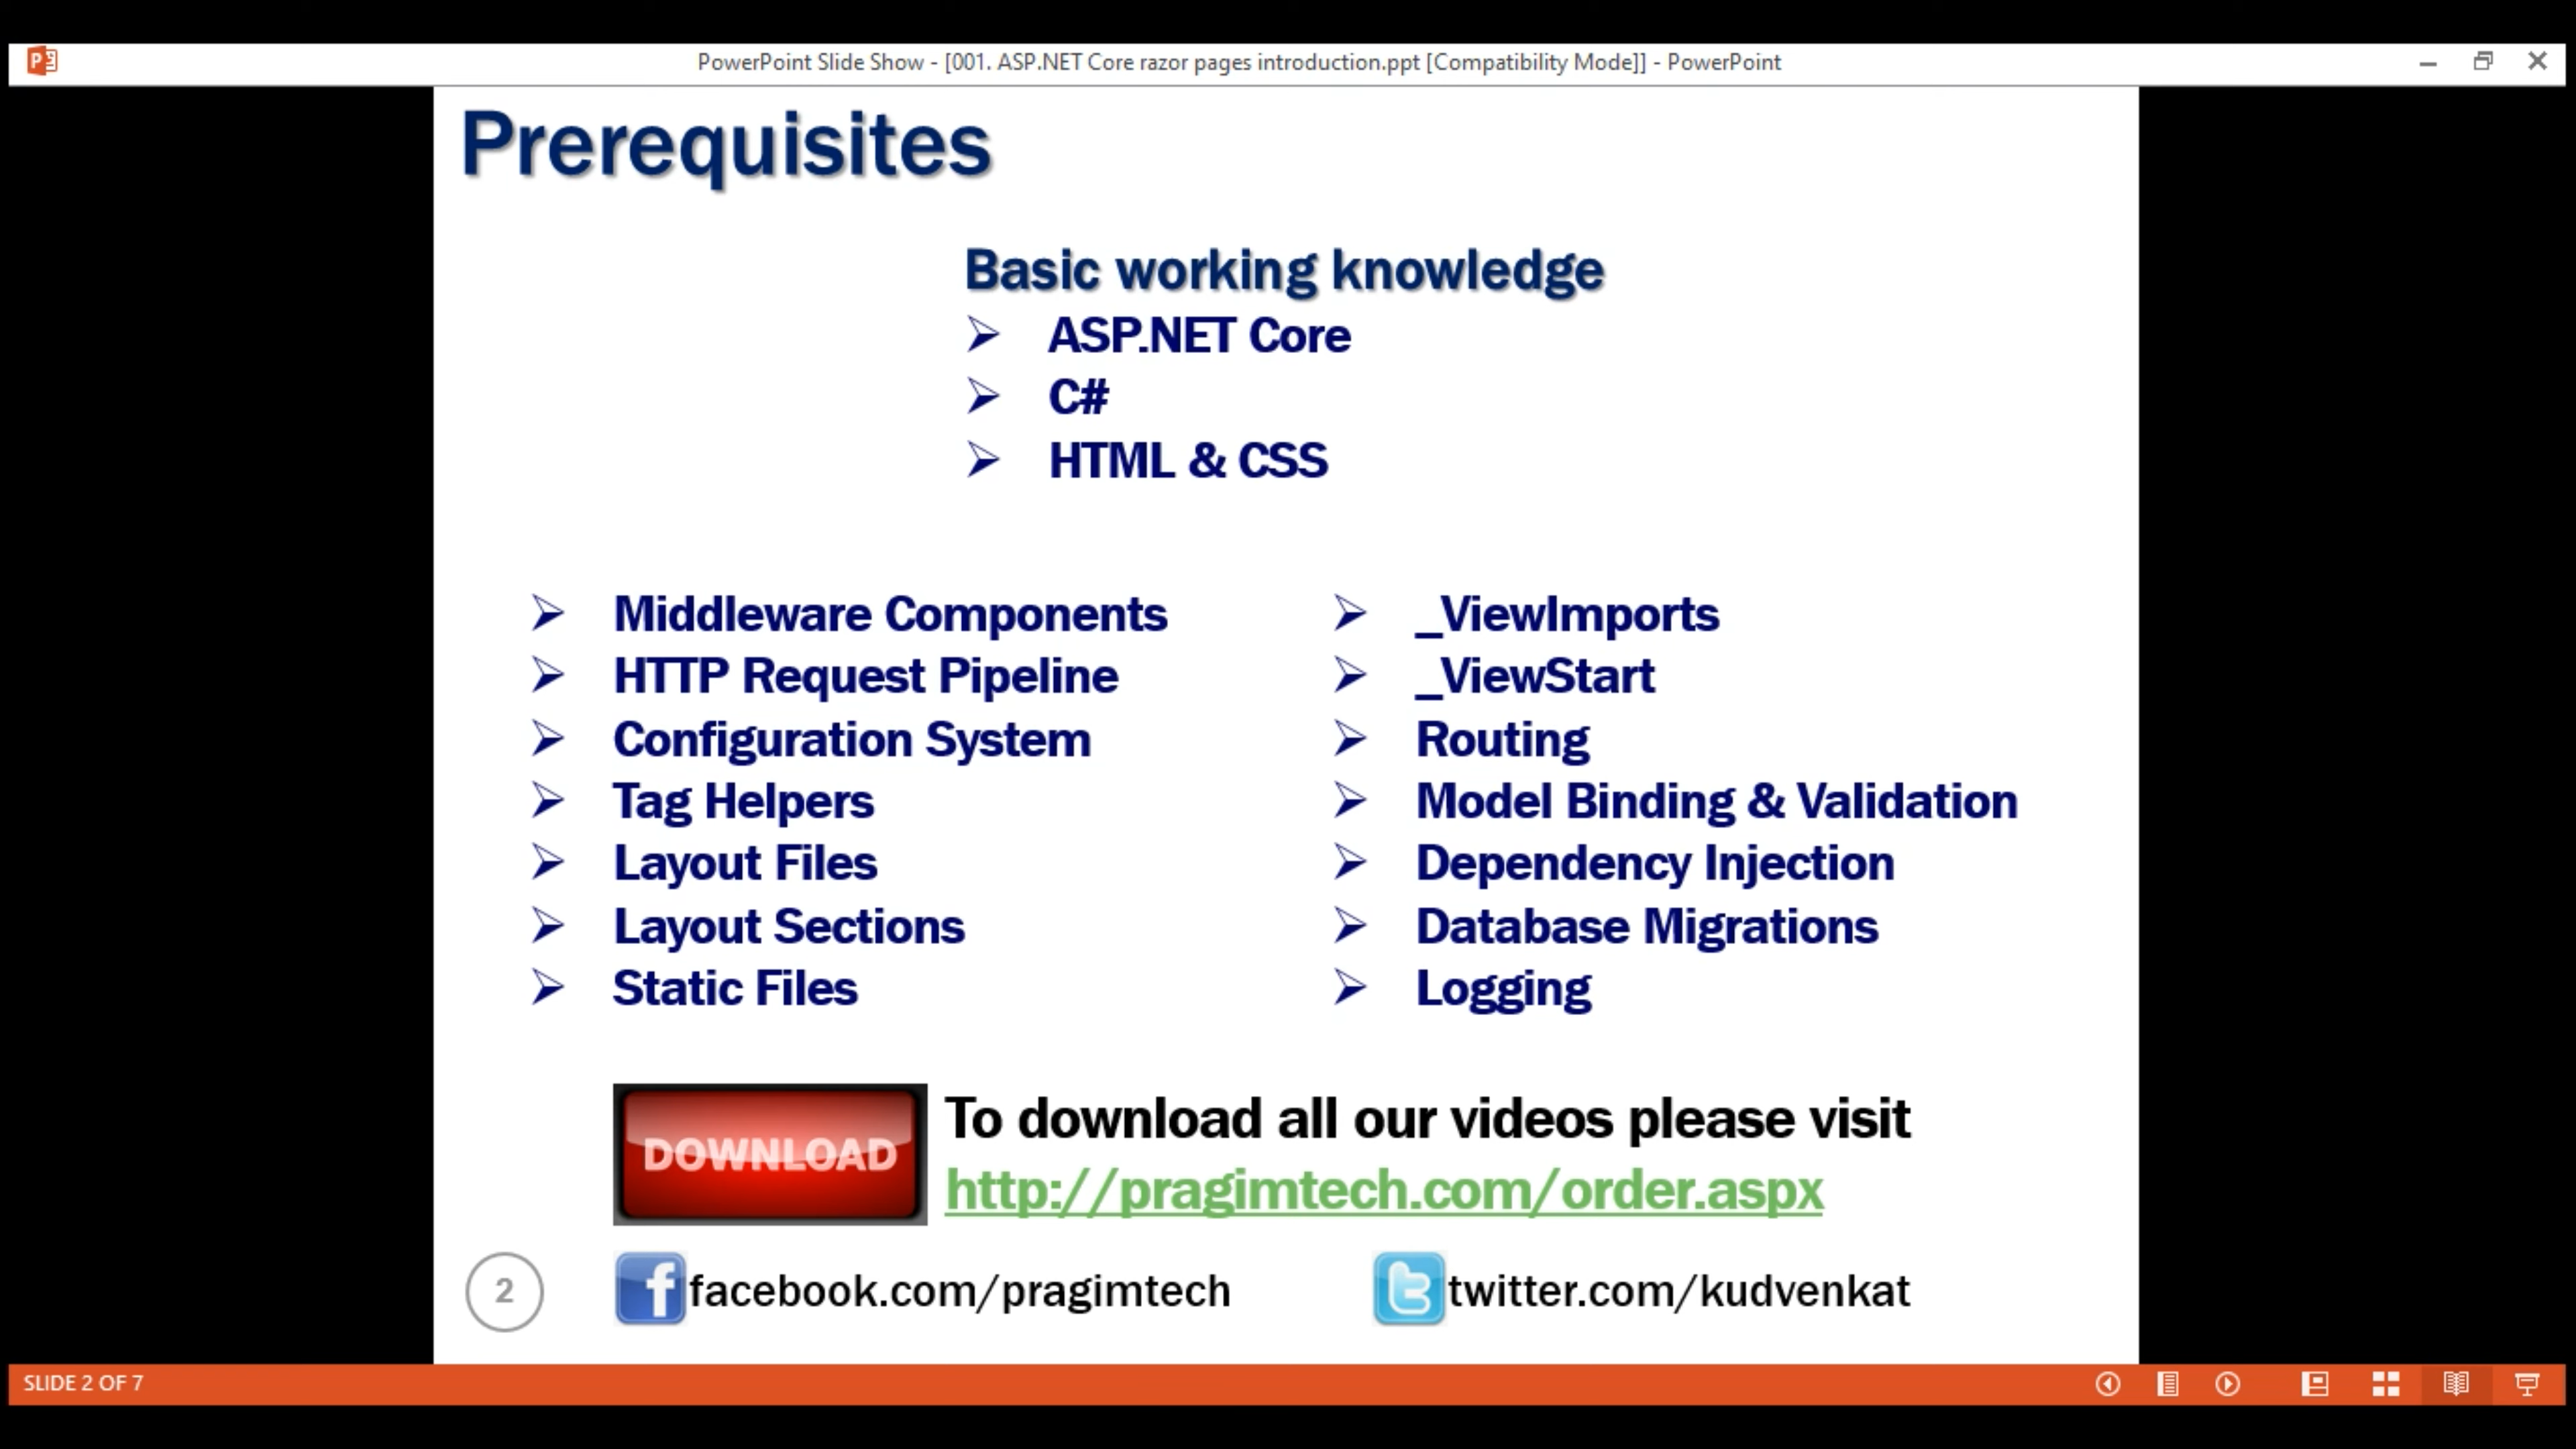 PowerPoint Slide Show - [001. ASP.NET Core razor pages introduction.ppt [Compatibility Mode]] - PowerPoint
Prerequisites
Basic working knowledge
ASP.NET Core
C#
HTML & CSS
Middleware Components
HTTP Request Pipeline
Configuration System
Tag Helpers
Layout Files
Layout Sections
Static Files
_ViewImports
_ViewStart
Routing
Model Binding & Validation
Dependency Injection
Database Migrations
Logging
DOWNLOAD
To download all our videos please visit
http://pragimtech.com/order.aspx
2
facebook.com/pragimtech
twitter.com/kudvenkat
SLIDE 2 OF 7